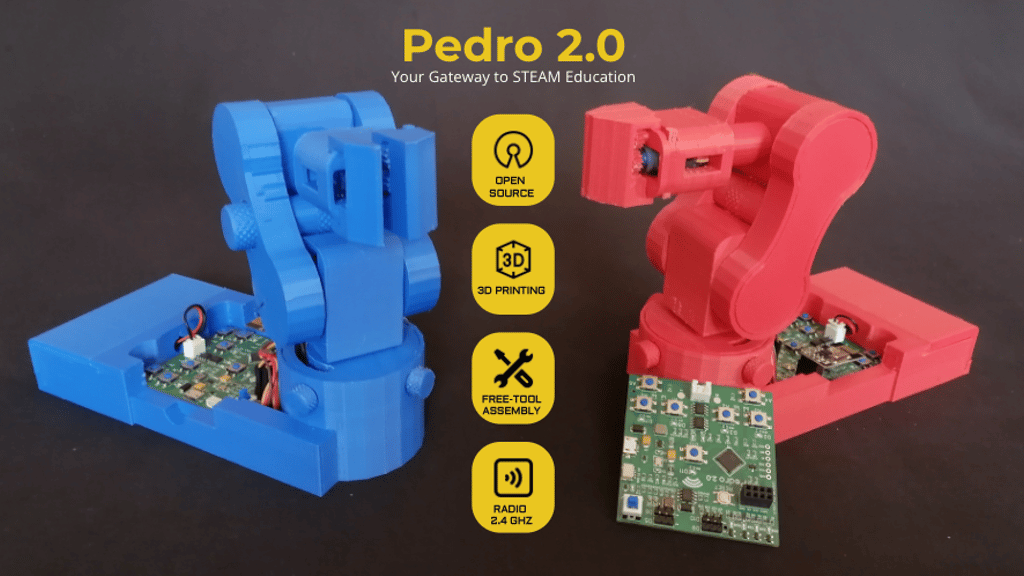 Pedro 2.0
Your Gateway to STEAM Education
OPEN
SOURCE
3D
3D PRINTING
FREE-TOOL
ASSEMBLY
RADIO
2.4 GHZ